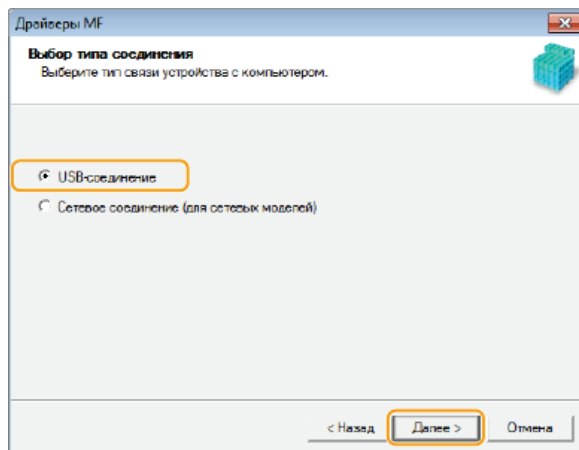 Драйверы MF
Выбор типа соединения
Выберите тип связи устройства с компьютером.
USB-соединение
Сетевое соединение (для сетевых моделей)
< Назад
Далее >
Отмена